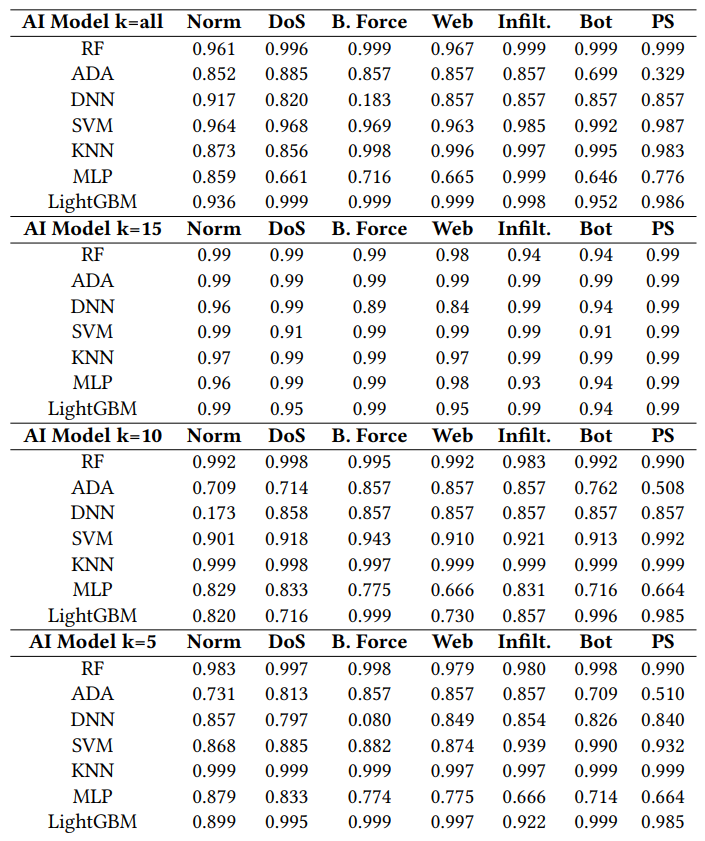 AI Model k=all Norm DoS B. Force Web Infilt. Bot PS
RF 0.961 0.996 0.999 0.967 0.999 0.999 0.999
ADA 0.852 0.885 0.857 0.857 0.857 0.699 0.329
DNN 0.917 0.820 0.183 0.857 0.857 0.857 0.857
SVM 0.964 0.968 0.969 0.963 0.985 0.992 0.987
KNN 0.873 0.856 0.998 0.996 0.997 0.995 0.983
MLP 0.859 0.661 0.716 0.665 0.999 0.646 0.776
LightGBM 0.936 0.999 0.999 0.999 0.998 0.952 0.986
AI Model k=15 Norm DoS B. Force Web Infilt. Bot PS
RF 0.99 0.99 0.99 0.98 0.94 0.94 0.99
ADA 0.99 0.99 0.99 0.99 0.99 0.99 0.99
DNN 0.96 0.99 0.89 0.84 0.99 0.94 0.99
SVM 0.99 0.91 0.99 0.99 0.99 0.91 0.99
KNN 0.97 0.99 0.99 0.97 0.99 0.99 0.99
MLP 0.96 0.99 0.99 0.98 0.93 0.94 0.99
LightGBM 0.99 0.95 0.99 0.95 0.99 0.94 0.99
AI Model k=10 Norm DoS B. Force Web Infilt. Bot PS
RF 0.992 0.998 0.995 0.992 0.983 0.992 0.990
ADA 0.709 0.714 0.857 0.857 0.857 0.762 0.508
DNN 0.173 0.858 0.857 0.857 0.857 0.857 0.857
SVM 0.901 0.918 0.943 0.910 0.921 0.913 0.992
KNN 0.999 0.998 0.997 0.999 0.999 0.999 0.999
MLP 0.829 0.833 0.775 0.666 0.831 0.716 0.664
LightGBM 0.820 0.716 0.999 0.730 0.857 0.996 0.985
AI Model k=5 Norm DoS B. Force Web Infilt. Bot PS
RF 0.983 0.997 0.998 0.979 0.980 0.998 0.990
ADA 0.731 0.813 0.857 0.857 0.857 0.709 0.510
DNN 0.857 0.797 0.080 0.849 0.854 0.826 0.840
SVM 0.868 0.885 0.882 0.874 0.939 0.990 0.932
KNN 0.999 0.999 0.999 0.997 0.997 0.999 0.999
MLP 0.879 0.833 0.774 0.775 0.666 0.714 0.664
LightGBM 0.899 0.995 0.999 0.997 0.922 0.999 0.985